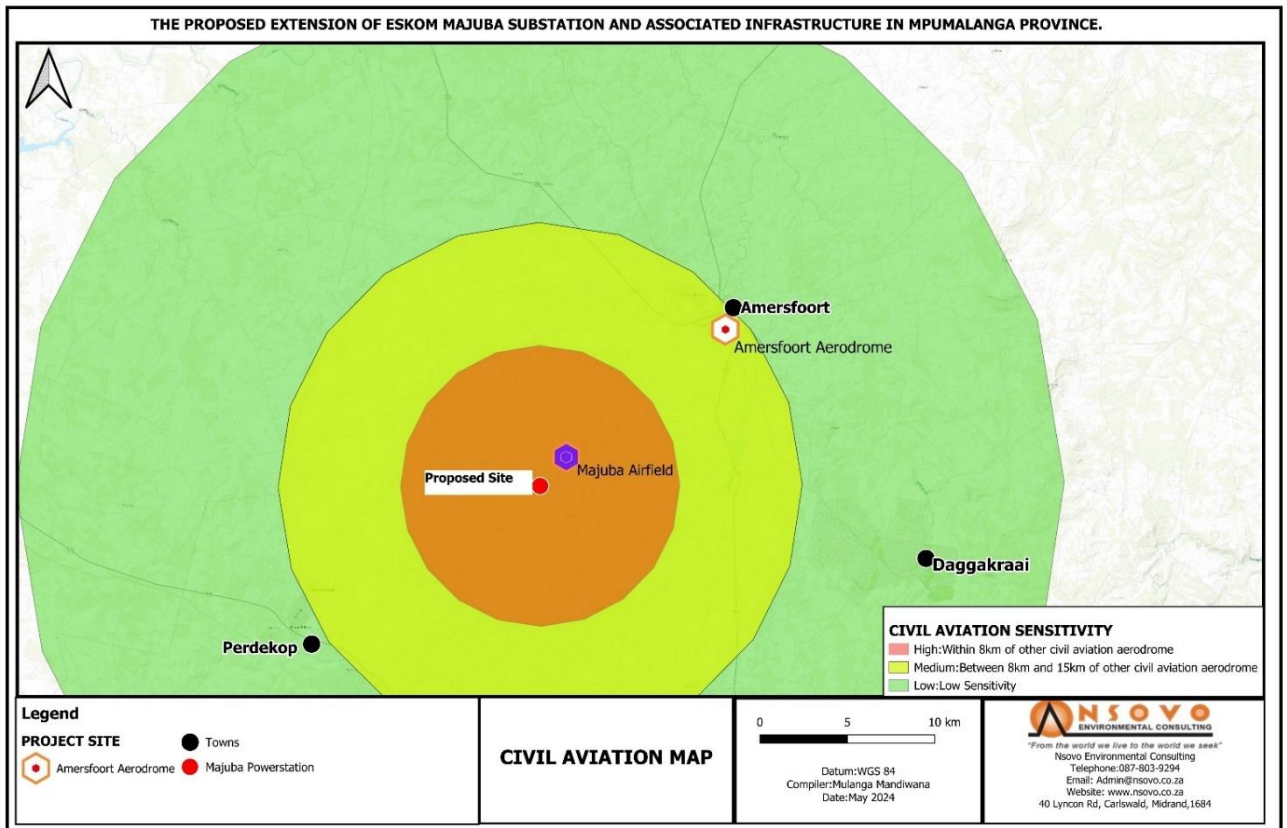 THE PROPOSED EXTENSION OF ESKOM MAJUBA SUBSTATION AND ASSOCIATED INFRASTRUCTURE IN MPUMALANGA PROVINCE.
Amersfoort
Amersfoort Aerodrome
Majuba Airfield
Proposed Site
Daggakraai
Perdekop
CIVIL AVIATION SENSITIVITY
High:Within 8km of other civil aviation aerodrome
Medium:Between 8km and 15km of other civil aviation aerodrome
Low:Low Sensitivity
Legend
PROJECT SITE
Towns
Amersfoort Aerodrome
Majuba Powerstation
CIVIL AVIATION MAP
0 5 10 km
Datum:WGS 84
Compiler:Mulanga Mandiwana
Date:May 2024
NSOVO
ENVIRONMENTAL CONSULTING
"From the world we live to the world we seek"
Nsovo Environmental Consulting
Telephone:087-803-9294
Email: Admin@nsovo.co.za
Website: www.nsovo.co.za
40 Lyncon Rd, Carlswald, Midrand,1684